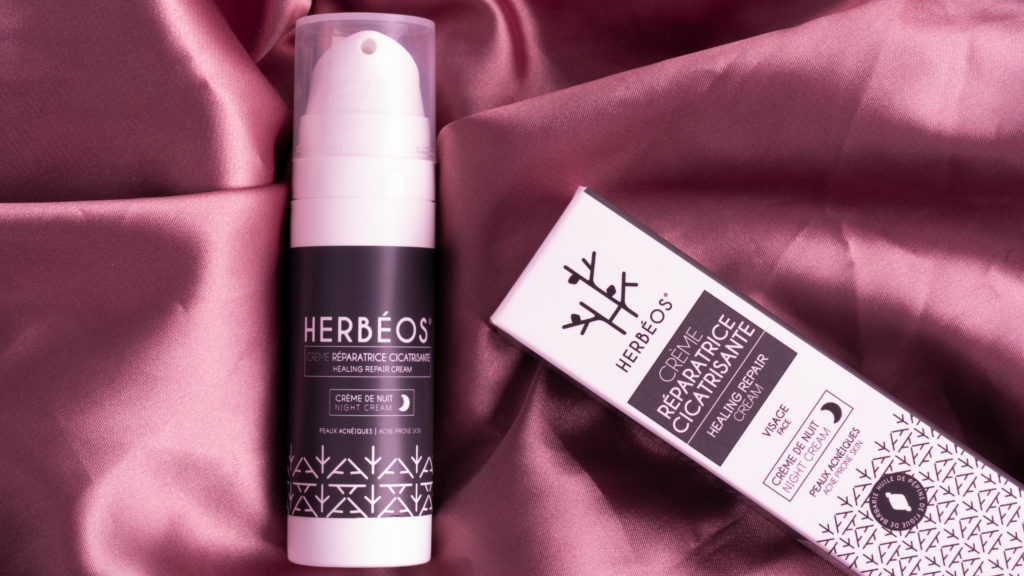 HERBÉOS®
CRÈME RÉPARATRICE CICATRISANTE
HEALING REPAIR CREAM
CRÈME DE NUIT
NIGHT CREAM
PEAUX ACNÉIQUES | ACNE PRONE SKIN
HERBÉOS®
CRÈME
RÉPARATRICE
CICATRISANTE
HEALING REPAIR
CREAM
VISAGE
FACE
CRÈME DE NUIT
NIGHT CREAM
PEAUX ACNÉIQUES
ACNE PRONE SKIN
HUILE DE PÉPINS DE FIGUE DE BARBARIE